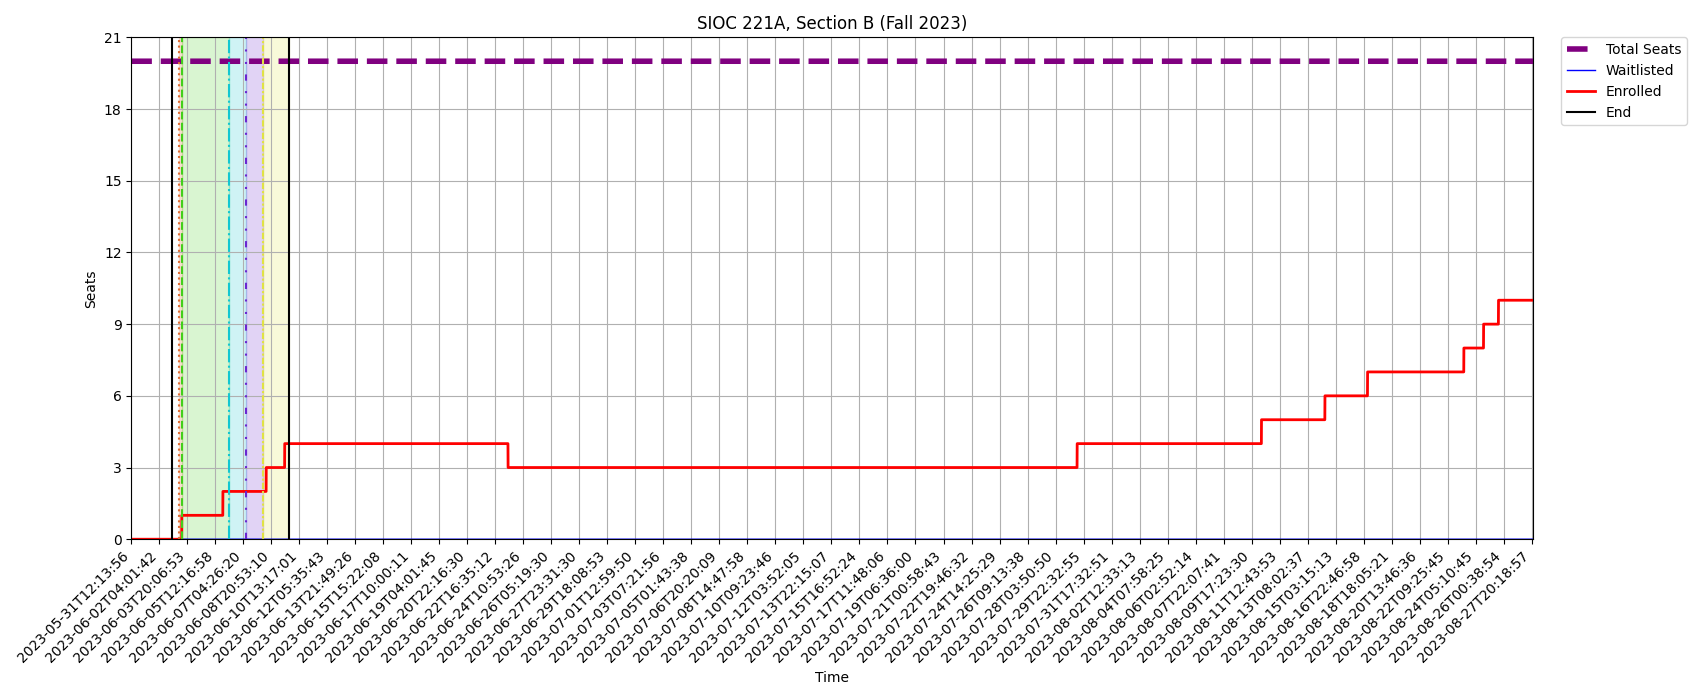 SIOC 221A, Section B (Fall 2023)
Total Seats
Waitlisted
Enrolled
End
21
18
15
12
9
6
3
0
Seats
2023-05-31T12:13:56
2023-06-02T04:01:42
2023-06-03T20:06:53
2023-06-05T12:16:58
2023-06-07T04:26:20
2023-06-08T20:53:10
2023-06-10T13:17:01
2023-06-12T05:35:43
2023-06-13T21:49:26
2023-06-15T15:22:08
2023-06-17T10:00:11
2023-06-19T04:01:45
2023-06-20T22:16:30
2023-06-22T16:35:12
2023-06-24T10:53:26
2023-06-26T05:19:30
2023-06-27T23:31:30
2023-06-29T18:08:53
2023-07-01T12:59:50
2023-07-03T07:21:56
2023-07-05T01:43:38
2023-07-06T20:20:09
2023-07-08T14:47:58
2023-07-10T09:23:46
2023-07-12T03:52:05
2023-07-13T22:15:07
2023-07-15T16:52:24
2023-07-17T11:48:06
2023-07-19T06:36:00
2023-07-21T00:58:43
2023-07-22T19:46:32
2023-07-24T14:25:29
2023-07-26T09:13:38
2023-07-28T03:50:50
2023-07-29T22:32:55
2023-07-31T17:32:51
2023-08-02T12:33:13
2023-08-04T07:58:25
2023-08-06T02:52:14
2023-08-07T22:07:41
2023-08-09T17:23:30
2023-08-11T12:43:53
2023-08-13T08:02:37
2023-08-15T03:15:13
2023-08-16T22:46:58
2023-08-18T18:05:21
2023-08-20T13:46:36
2023-08-22T09:25:45
2023-08-24T05:10:45
2023-08-26T00:38:54
2023-08-27T20:18:57
Time